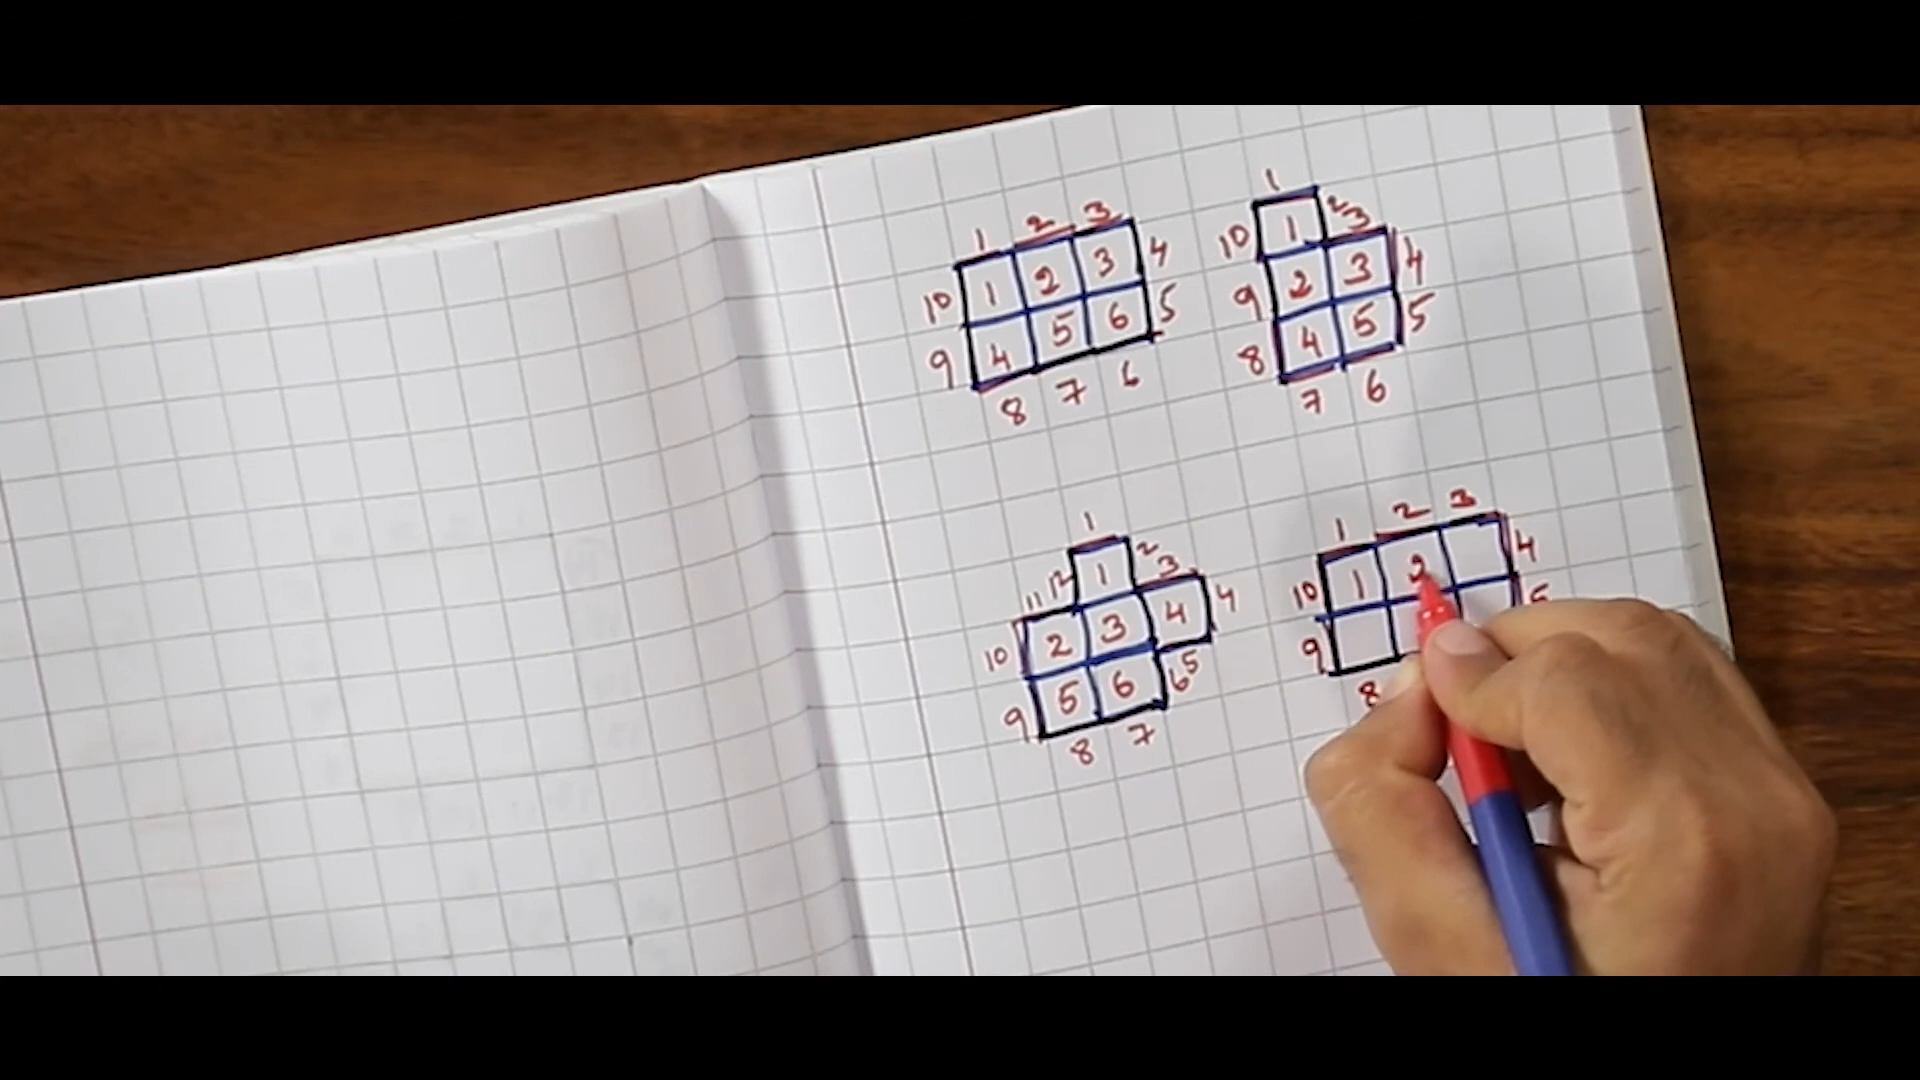 1 2 3
10 1 2 3 4
9 4 5 6 5
8 7 6
1
10 1 2 3
9 2 3 4
8 4 5 5
7 6
1
12 1 2 3
11
10 2 3 4 4
9 5 6 6 5
8 7
1 2 3
10 1 2 4
9
8